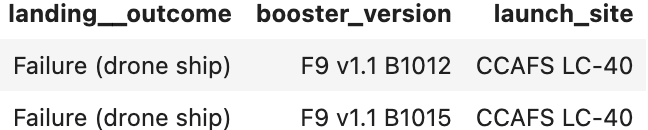 landing__outcome booster_version launch_site
Failure (drone ship) F9 v1.1 B1012 CCAFS LC-40
Failure (drone ship) F9 v1.1 B1015 CCAFS LC-40